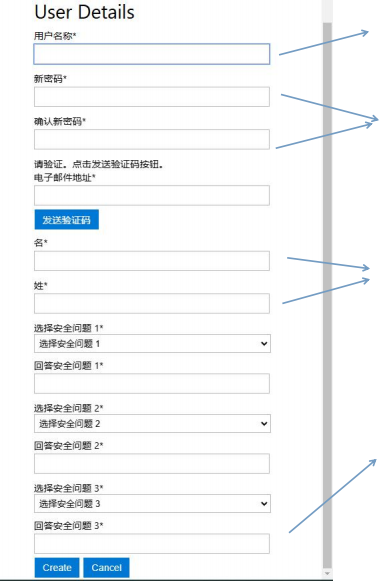 User Details
用户名称*
新密码*
确认新密码*
请验证。点击发送验证码按钮。
电子邮件地址*
发送验证码
名*
姓*
选择安全问题 1*
选择安全问题 1
回答安全问题 1*
选择安全问题 2*
选择安全问题 2
回答安全问题 2*
选择安全问题 3*
选择安全问题 3
回答安全问题 3*
Create Cancel